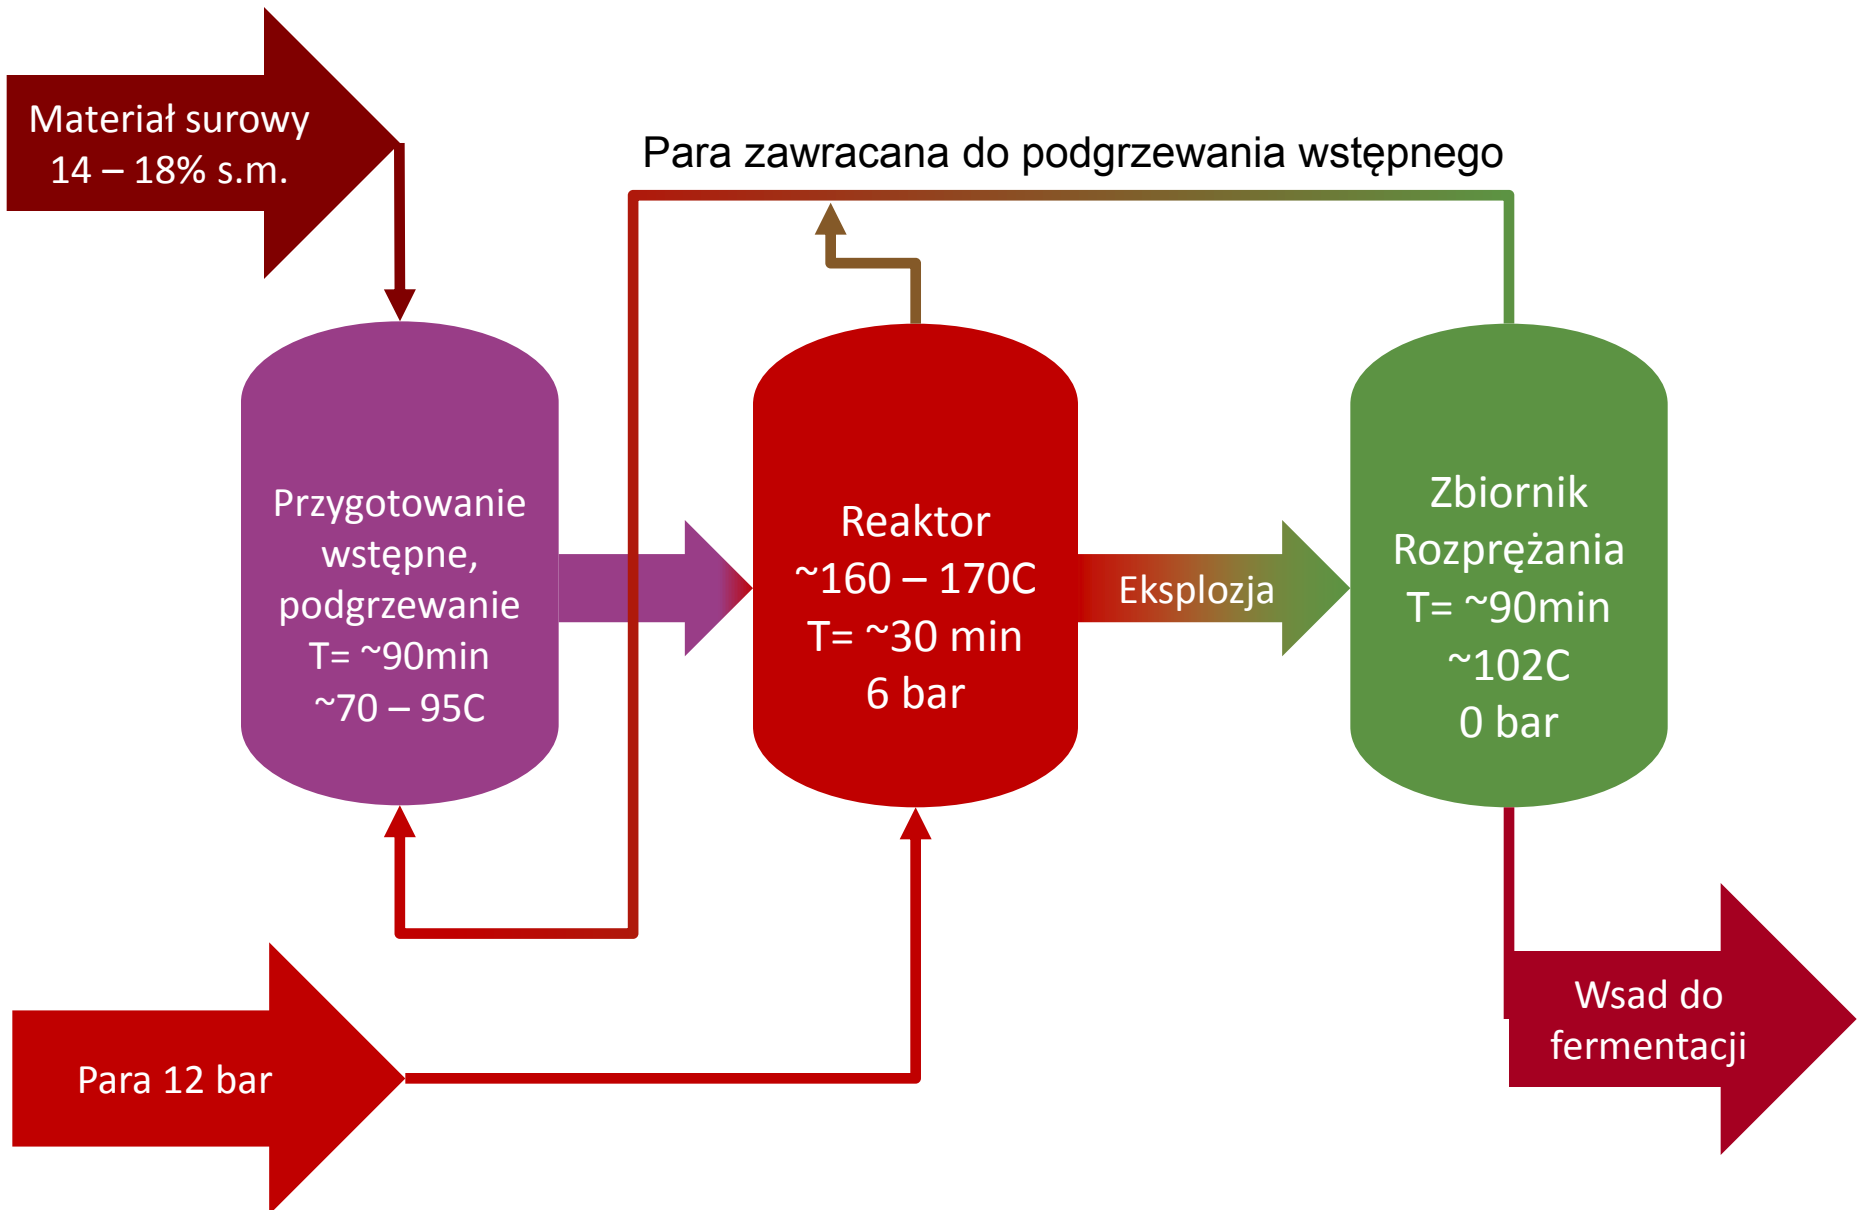 Materiał surowy
14 – 18% s.m.
Para zawracana do podgrzewania wstępnego
Przygotowanie
wstępne,
podgrzewanie
T= ~90min
~70 – 95C
Reaktor
~160 – 170C
T= ~30 min
6 bar
Eksplozja
Zbiornik
Rozprężania
T= ~90min
~102C
0 bar
Para 12 bar
Wsad do
fermentacji